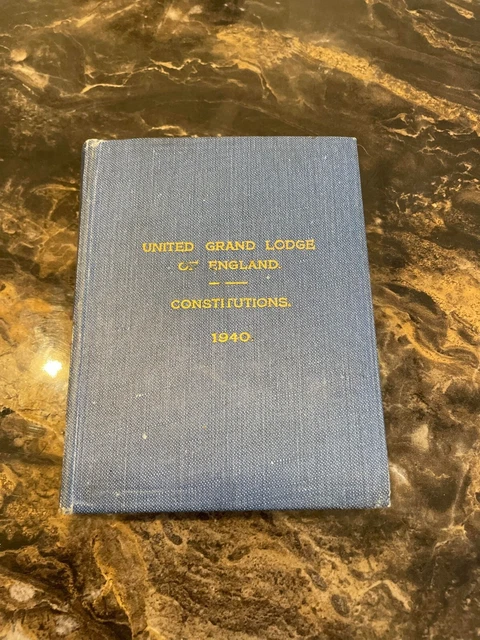 UNITED GRAND LODGE
OF ENGLAND.
CONSTITUTIONS.
1940.